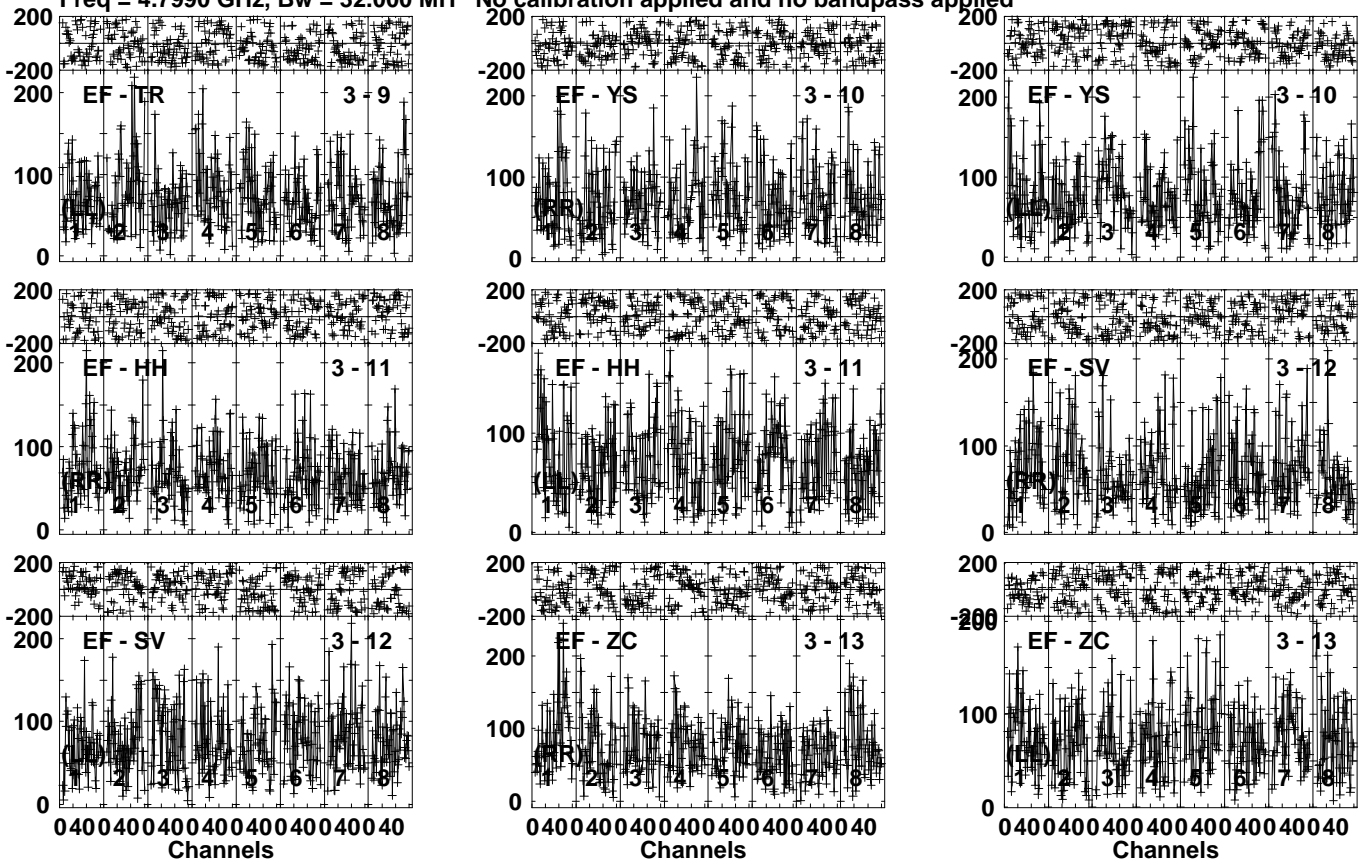 Freq = 4.7990 GHz, Bw = 32.000 MH No calibration applied and no bandpass applied
200 200 200
-200 -200 -200
200 EF - TR 3 - 9 200 EF - YS 3 - 10 200 EF - YS 3 - 10
100 100 100
(LL) (RR) (LL)
1 2 3 4 5 6 7 8 1 2 3 4 5 6 7 8 1 2 3 4 5 6 7 8
0 0 0
200 200 200
-200 -200 -200
200 EF - HH 3 - 11 EF - HH 3 - 11 200 EF - SV 3 - 12
100 100 100
(RR) (LL) (RR)
1 2 3 4 5 6 7 8 1 2 3 4 5 6 7 8 1 2 3 4 5 6 7 8
0 0 0
200 200 200
-200 -200 -200
200 EF - SV 3 - 12 200 EF - ZC 3 - 13 200 EF - ZC 3 - 13
100 100 100
(LL) (RR) (LL)
1 2 3 4 5 6 7 8 1 2 3 4 5 6 7 8 1 2 3 4 5 6 7 8
0 0 0
0 40 0 40 0 40 0 40 0 40 0 40 0 40 0 40 0 40 0 40 0 40 0 40 0 40 0 40 0 40 0 40 0 40 0 40 0 40 0 40 0 40 0 40 0 40 0 40
Channels Channels Channels